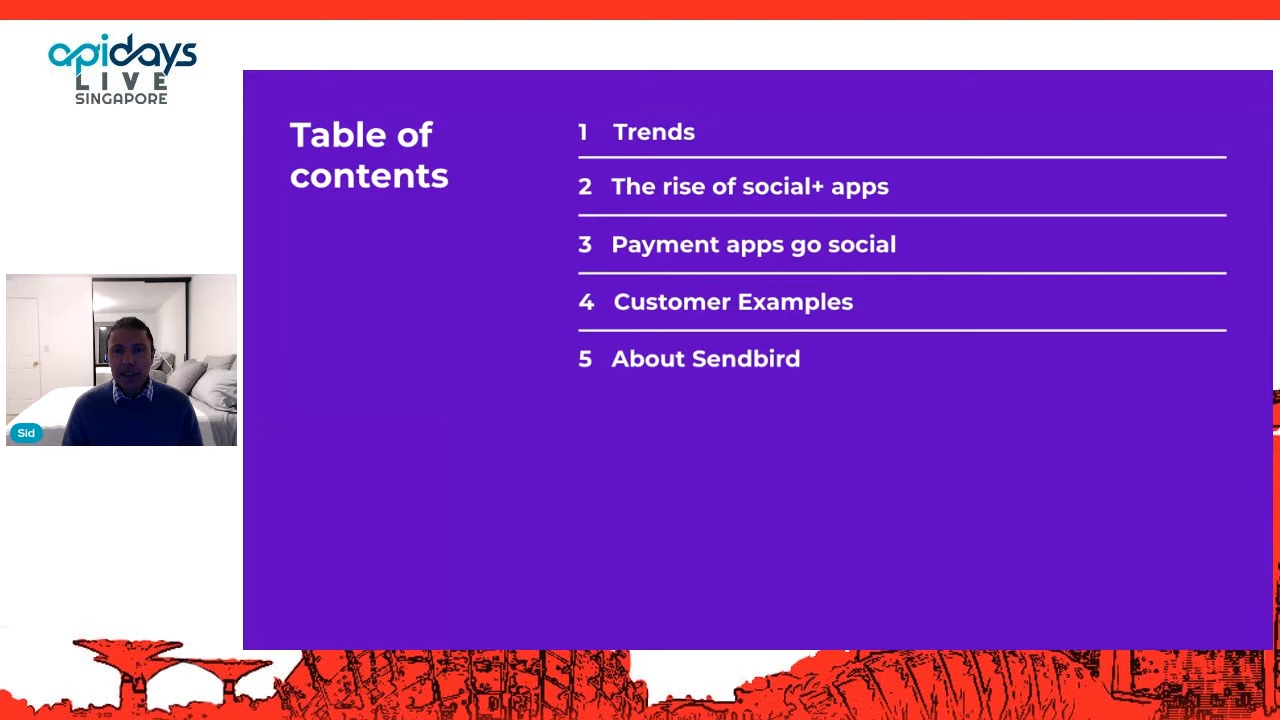 apidays
LIVE
SINGAPORE
Table of
contents
1 Trends
2 The rise of social+ apps
3 Payment apps go social
4 Customer Examples
5 About Sendbird
Sid